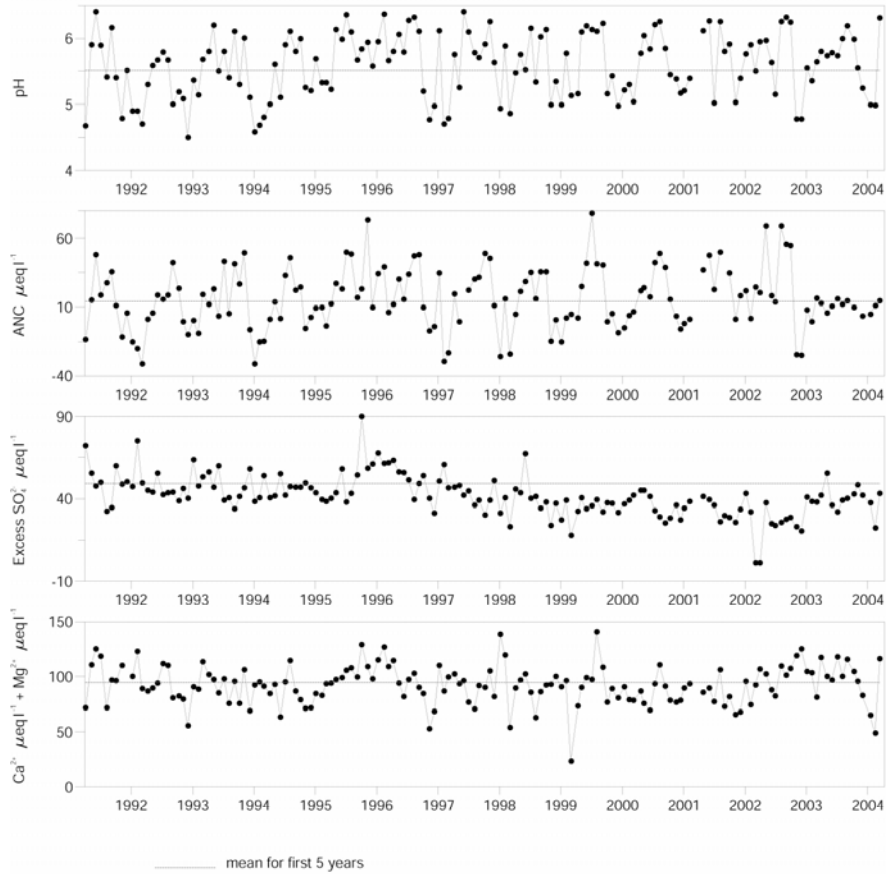 pH
6
5
4
1992 1993 1994 1995 1996 1997 1998 1999 2000 2001 2002 2003 2004
ANC µeq l⁻¹
60
10
-40
1992 1993 1994 1995 1996 1997 1998 1999 2000 2001 2002 2003 2004
Excess SO₄²⁻ µeq l⁻¹
90
40
-10
1992 1993 1994 1995 1996 1997 1998 1999 2000 2001 2002 2003 2004
Ca²⁺ µeq l⁻¹ + Mg²⁺ µeq l⁻¹
150
100
50
0
1992 1993 1994 1995 1996 1997 1998 1999 2000 2001 2002 2003 2004
mean for first 5 years